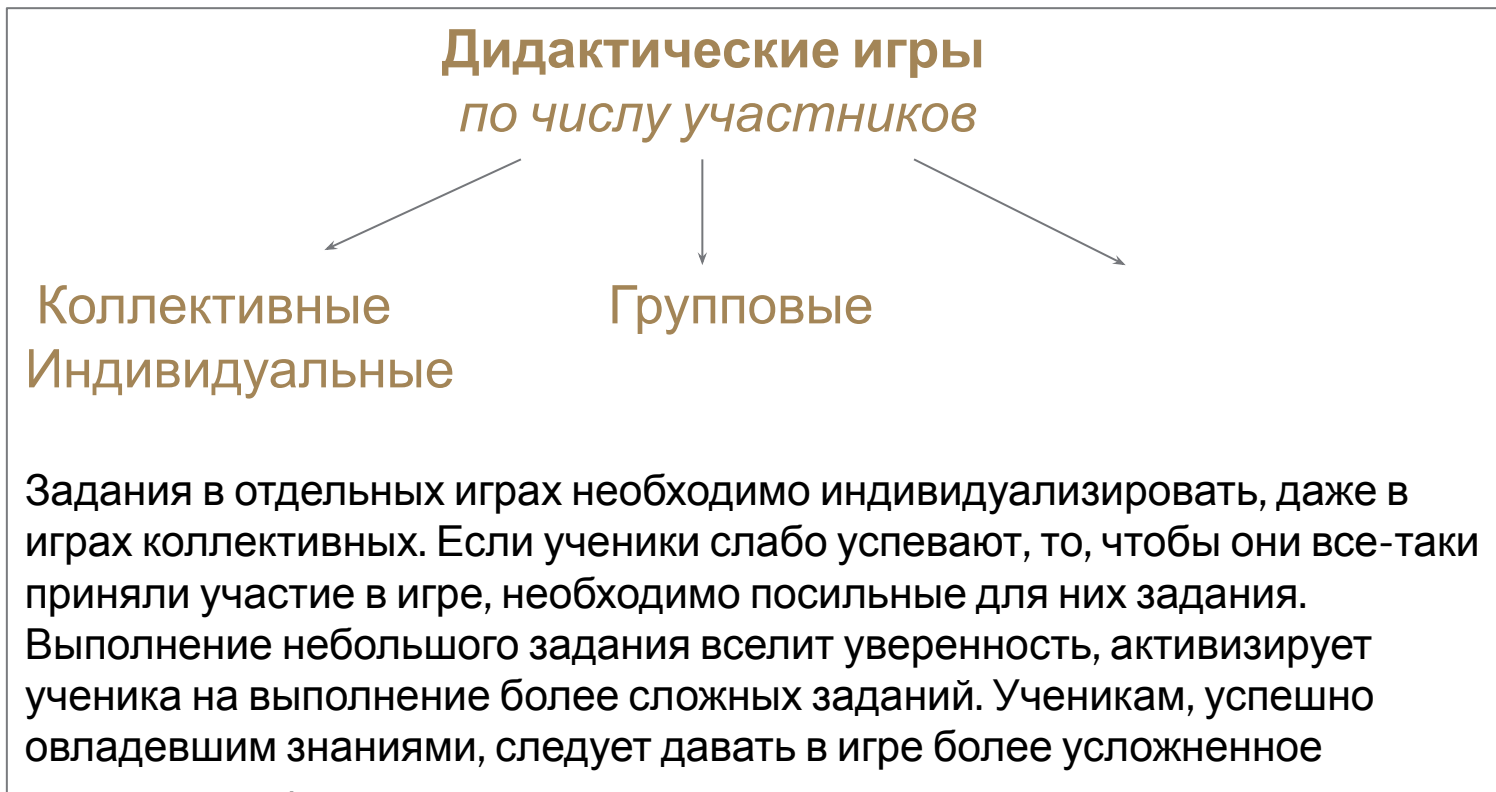 Дидактические игры
по числу участников
Коллективные Групповые
Индивидуальные
Задания в отдельных играх необходимо индивидуализировать, даже в
играх коллективных. Если ученики слабо успевают, то, чтобы они все-таки
приняли участие в игре, необходимо посильные для них задания.
Выполнение небольшого задания вселит уверенность, активизирует
ученика на выполнение более сложных заданий. Ученикам, успешно
овладевшим знаниями, следует давать в игре более усложненное